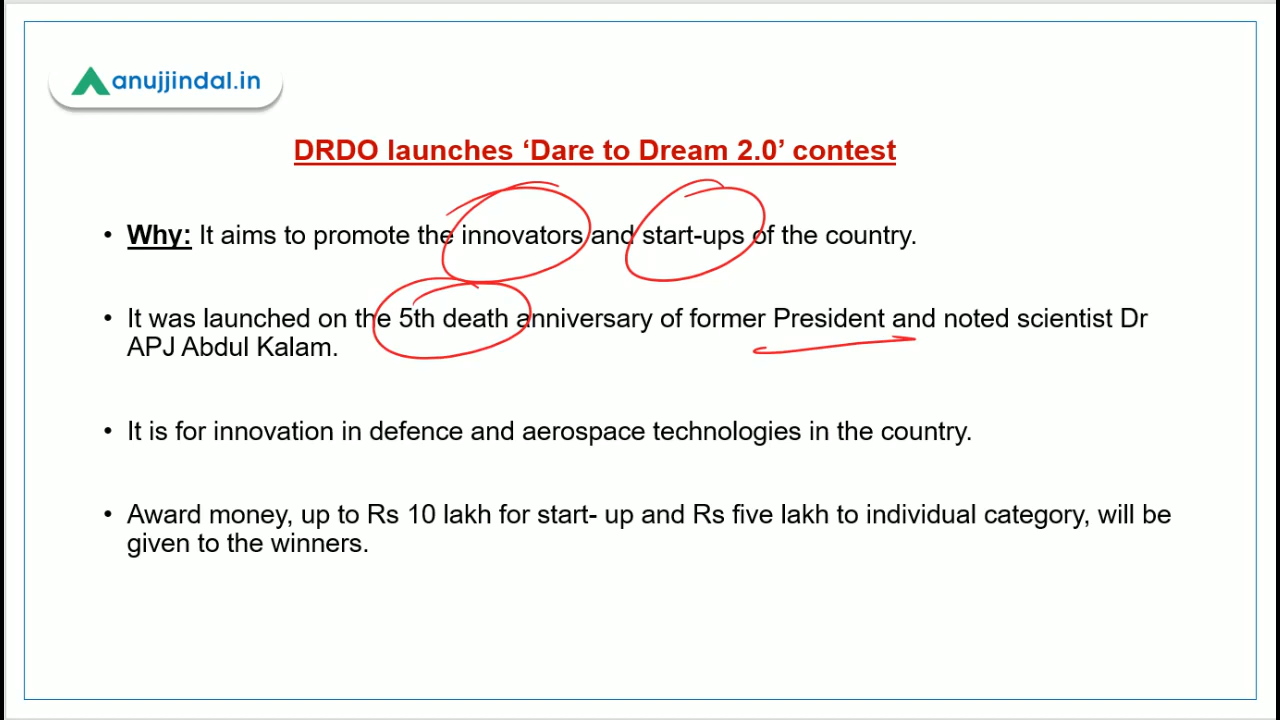 anujjindal.in
DRDO launches ‘Dare to Dream 2.0’ contest
• Why: It aims to promote the innovators and start-ups of the country.
• It was launched on the 5th death anniversary of former President and noted scientist Dr
APJ Abdul Kalam.
• It is for innovation in defence and aerospace technologies in the country.
• Award money, up to Rs 10 lakh for start- up and Rs five lakh to individual category, will be
given to the winners.